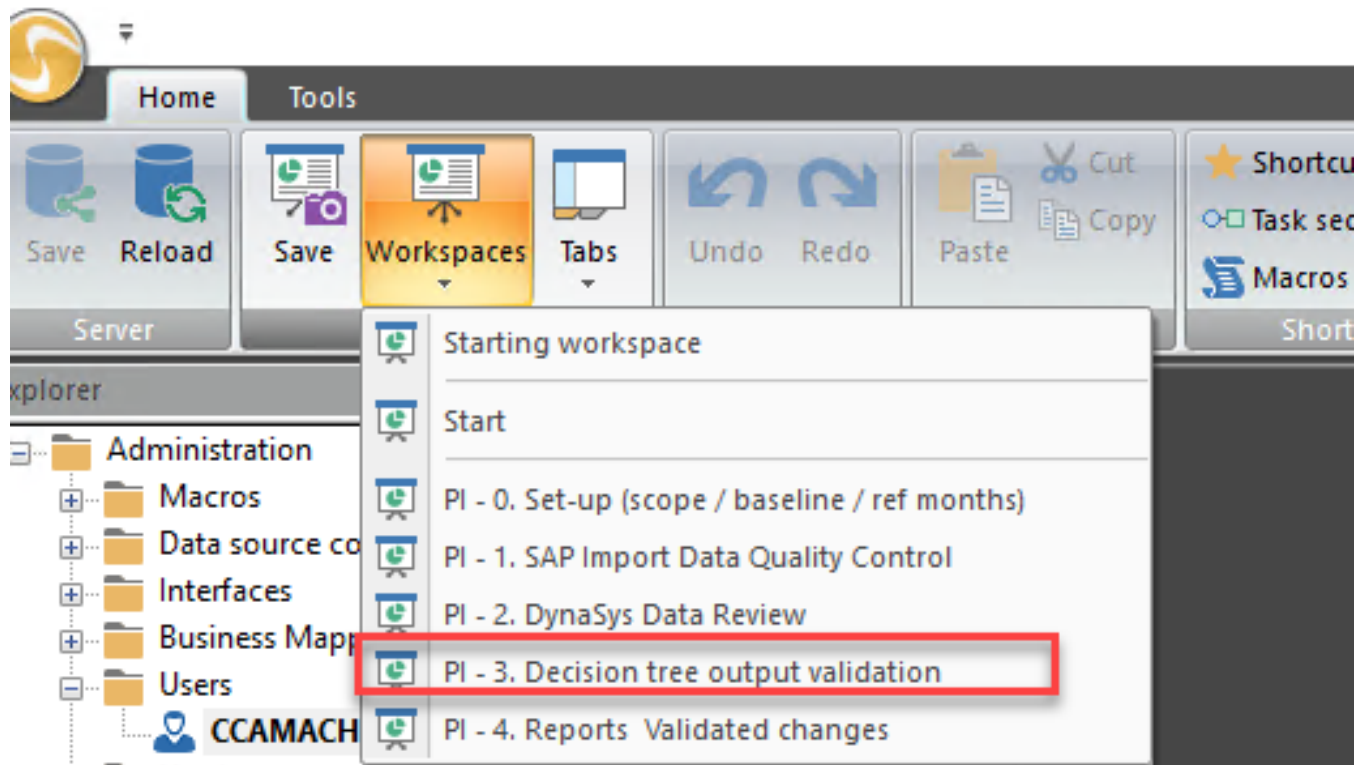 Home Tools
Save Reload Save Workspaces Tabs Undo Redo Paste Cut Copy
Shortcu
Task sec
Macros
Server
Short
xplorer
Administration
Macros
Data source co
Interfaces
Business Mapp
Users
CCAMACH
Starting workspace
Start
PI - 0. Set-up (scope / baseline / ref months)
PI - 1. SAP Import Data Quality Control
PI - 2. DynaSys Data Review
PI - 3. Decision tree output validation
PI - 4. Reports Validated changes